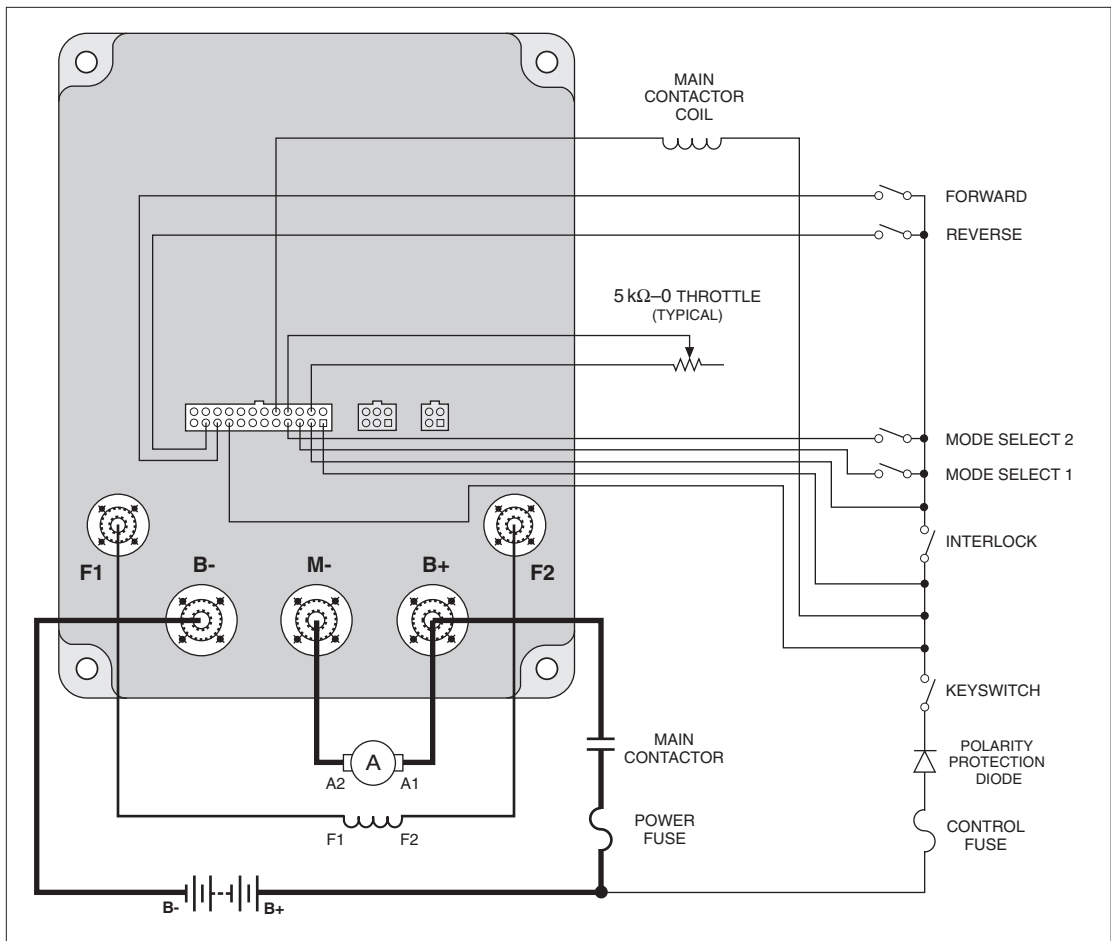 MAIN
CONTACTOR
COIL
FORWARD
REVERSE
5 kΩ–0 THROTTLE
(TYPICAL)
MODE SELECT 2
MODE SELECT 1
INTERLOCK
F1
B-
M-
B+
F2
KEYSWITCH
MAIN
CONTACTOR
POLARITY
PROTECTION
DIODE
A
A2
A1
POWER
FUSE
CONTROL
FUSE
F1
F2
B-
B+